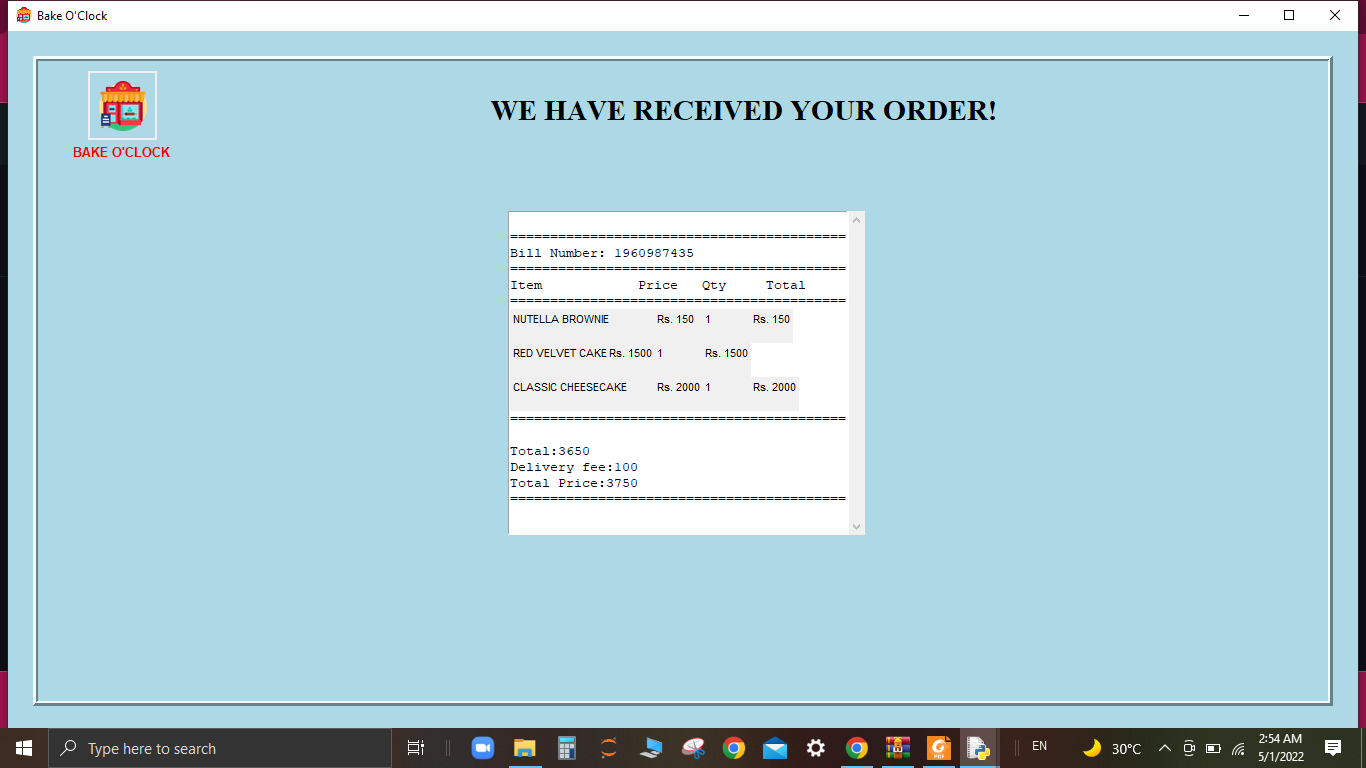 Bake O'Clock
WE HAVE RECEIVED YOUR ORDER!
BAKE O'CLOCK
==========================================
Bill Number: 1960987435
==========================================
Item Price Qty Total
==========================================
NUTELLA BROWNIE Rs. 150 1 Rs. 150
RED VELVET CAKE Rs. 1500 1 Rs. 1500
CLASSIC CHEESECAKE Rs. 2000 1 Rs. 2000
==========================================
Total:3650
Delivery fee:100
Total Price:3750
==========================================
Type here to search
EN
30°C
2:54 AM
5/1/2022